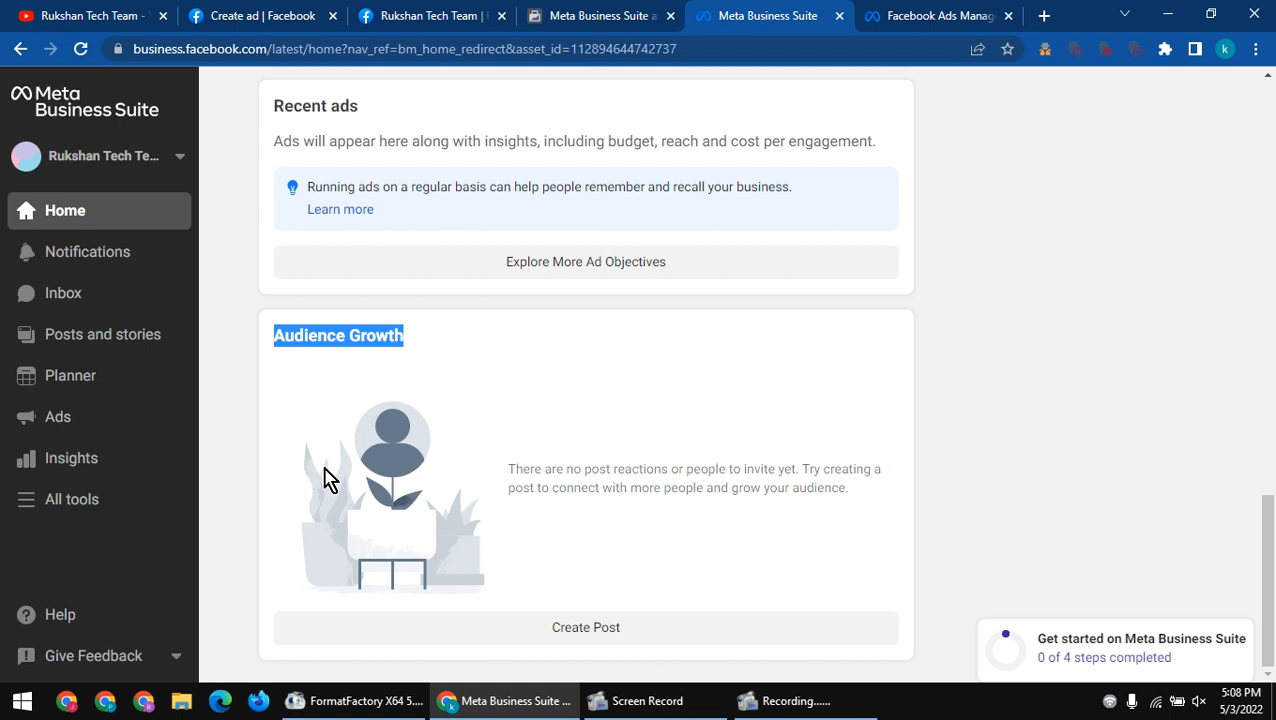 Rukshan Tech Team -
Create ad | Facebook
Rukshan Tech Team |
Meta Business Suite a
Meta Business Suite
Facebook Ads Manag
business.facebook.com/latest/home?nav_ref=bm_home_redirect&asset_id=112894644742737
k
Meta
Business Suite
Rukshan Tech Te...
Home
Notifications
Inbox
Posts and stories
Planner
Ads
Insights
All tools
Help
Give Feedback
Recent ads
Ads will appear here along with insights, including budget, reach and cost per engagement.
Running ads on a regular basis can help people remember and recall your business.
Learn more
Explore More Ad Objectives
Audience Growth
There are no post reactions or people to invite yet. Try creating a
post to connect with more people and grow your audience.
Create Post
Get started on Meta Business Suite
0 of 4 steps completed
FormatFactory X64 5....
Meta Business Suite ...
Screen Record
Recording......
5:08 PM
5/3/2022